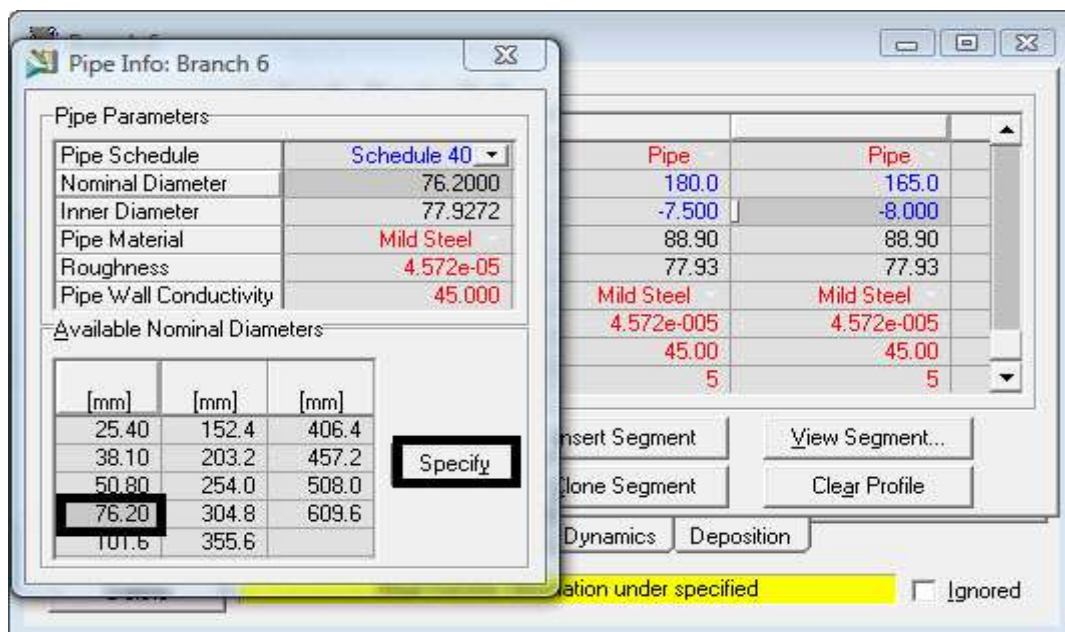 Pipe Info: Branch 6
Pipe Parameters
Pipe Schedule Schedule 40
Nominal Diameter 76.2000
Inner Diameter 77.9272
Pipe Material Mild Steel
Roughness 4.572e-05
Pipe Wall Conductivity 45.000
Available Nominal Diameters
[mm] [mm] [mm]
25.40 152.4 406.4
38.10 203.2 457.2
50.80 254.0 508.0
76.20 304.8 609.6
101.6 355.6
Specify
Pipe Pipe
180.0 165.0
-7.500 -8.000
88.90 88.90
77.93 77.93
Mild Steel Mild Steel
4.572e-005 4.572e-005
45.00 45.00
5 5
nsert Segment View Segment...
lone Segment Clear Profile
Dynamics Deposition
ation under specified Ignored